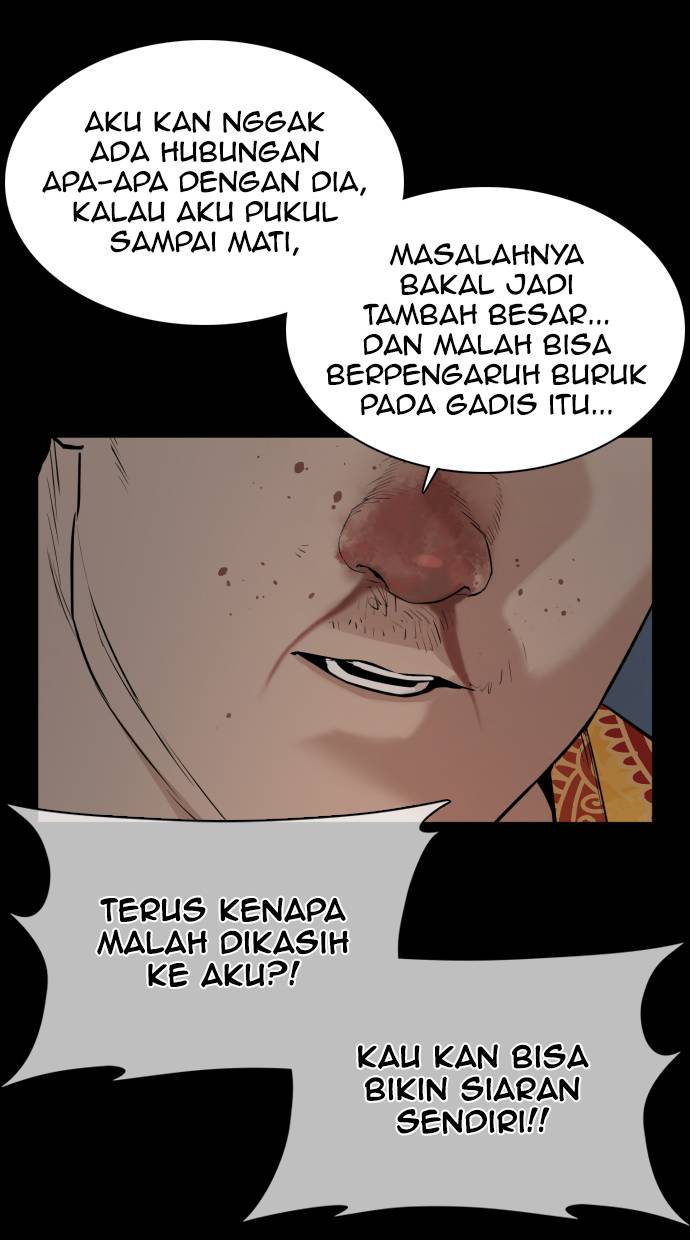 AKU KAN NGGAK
ADA HUBUNGAN
APA-APA DENGAN DIA,
KALAU AKU PUKUL
SAMPAI MATI,
MASALAHNYA
BAKAL JADI
TAMBAH BESAR...
DAN MALAH BISA
BERPENGARUH BURUK
PADA GADIS ITU...
TERUS KENAPA
MALAH DIKASIH
KE AKU?!
KAU KAN BISA
BIKIN SIARAN
SENDIRI!!